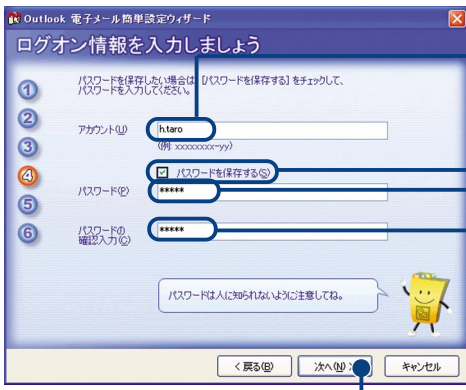 Outlook 電子メール簡単設定ウィザード
ログオン情報を入力しましょう
パスワードを保存したい場合は、[パスワードを保存する] をチェックして、
パスワードを入力してください。
1
2
3
4
5
6
アカウント(U)
h.taro
(例: xxxxxxxx-yy)
パスワードを保存する(S)
パスワード(P)
*****
パスワードの
確認入力(C)
*****
パスワードは人に知られないように注意してね。
< 戻る(B)
次へ(N) >
キャンセル